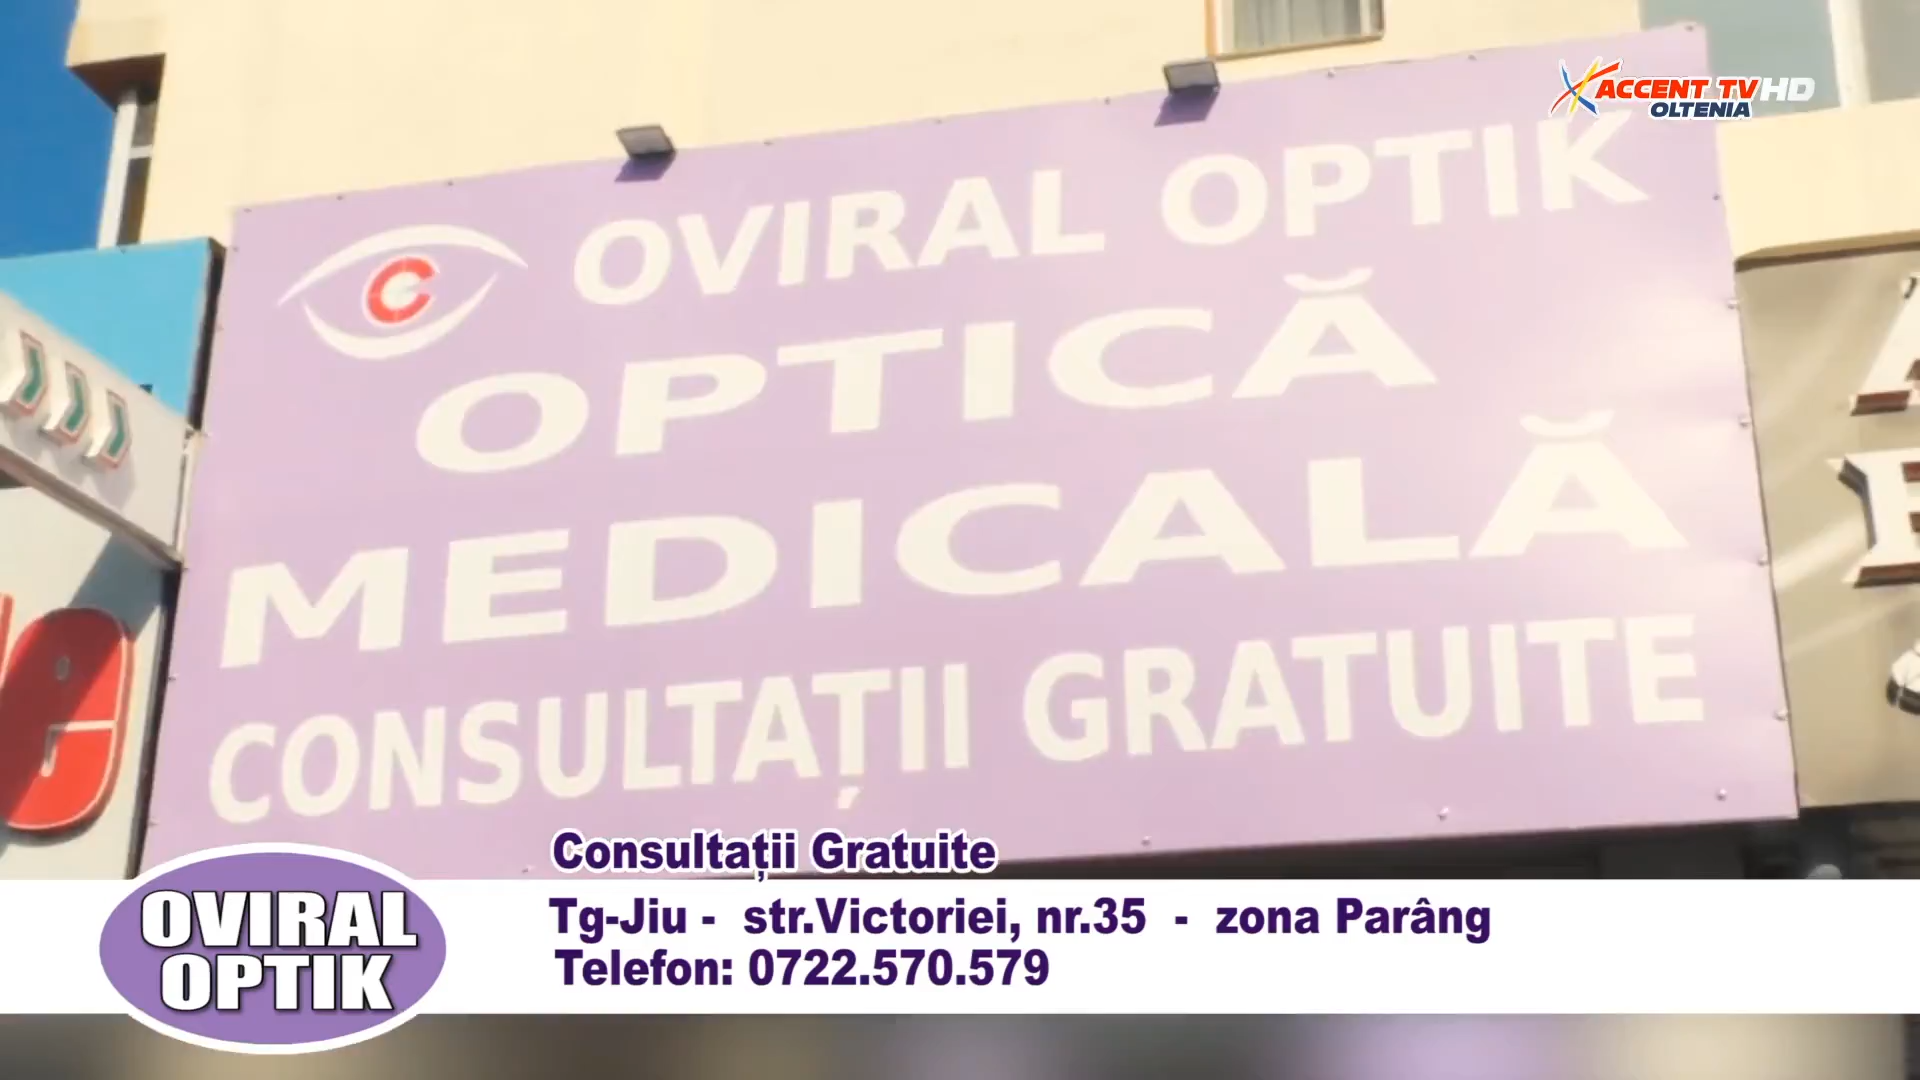 ACCENT TV HD
OLTENIA
OVIRAL OPTIK
OPTICĂ
MEDICALĂ
CONSULTAȚII GRATUITE
Consultații Gratuite
OVIRAL
OPTIK
Tg-Jiu - str.Victoriei, nr.35 - zona Parâng
Telefon: 0722.570.579